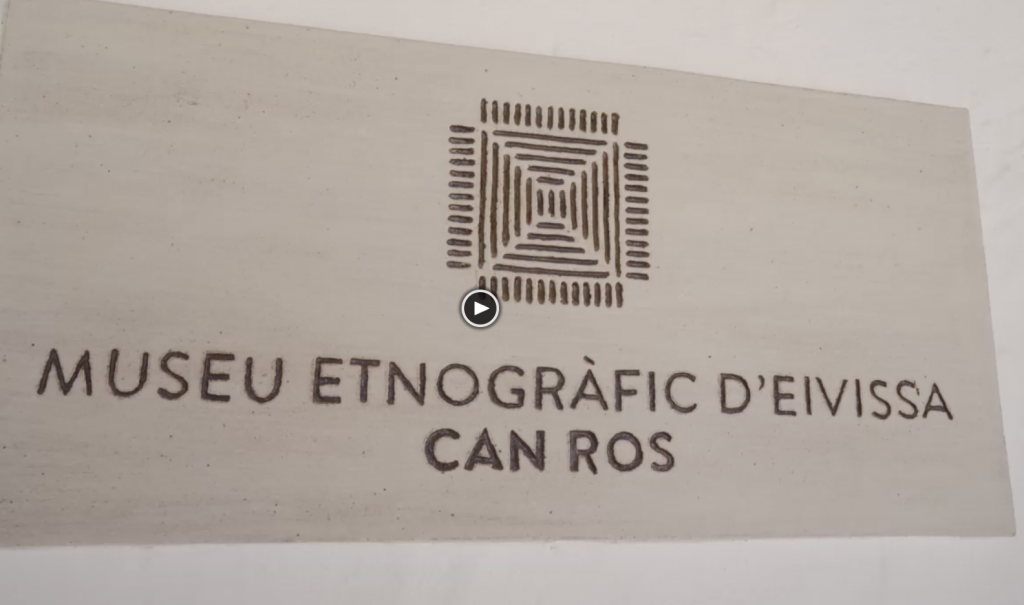 MUSEU ETNOGRÀFIC D'EIVISSA
CAN ROS